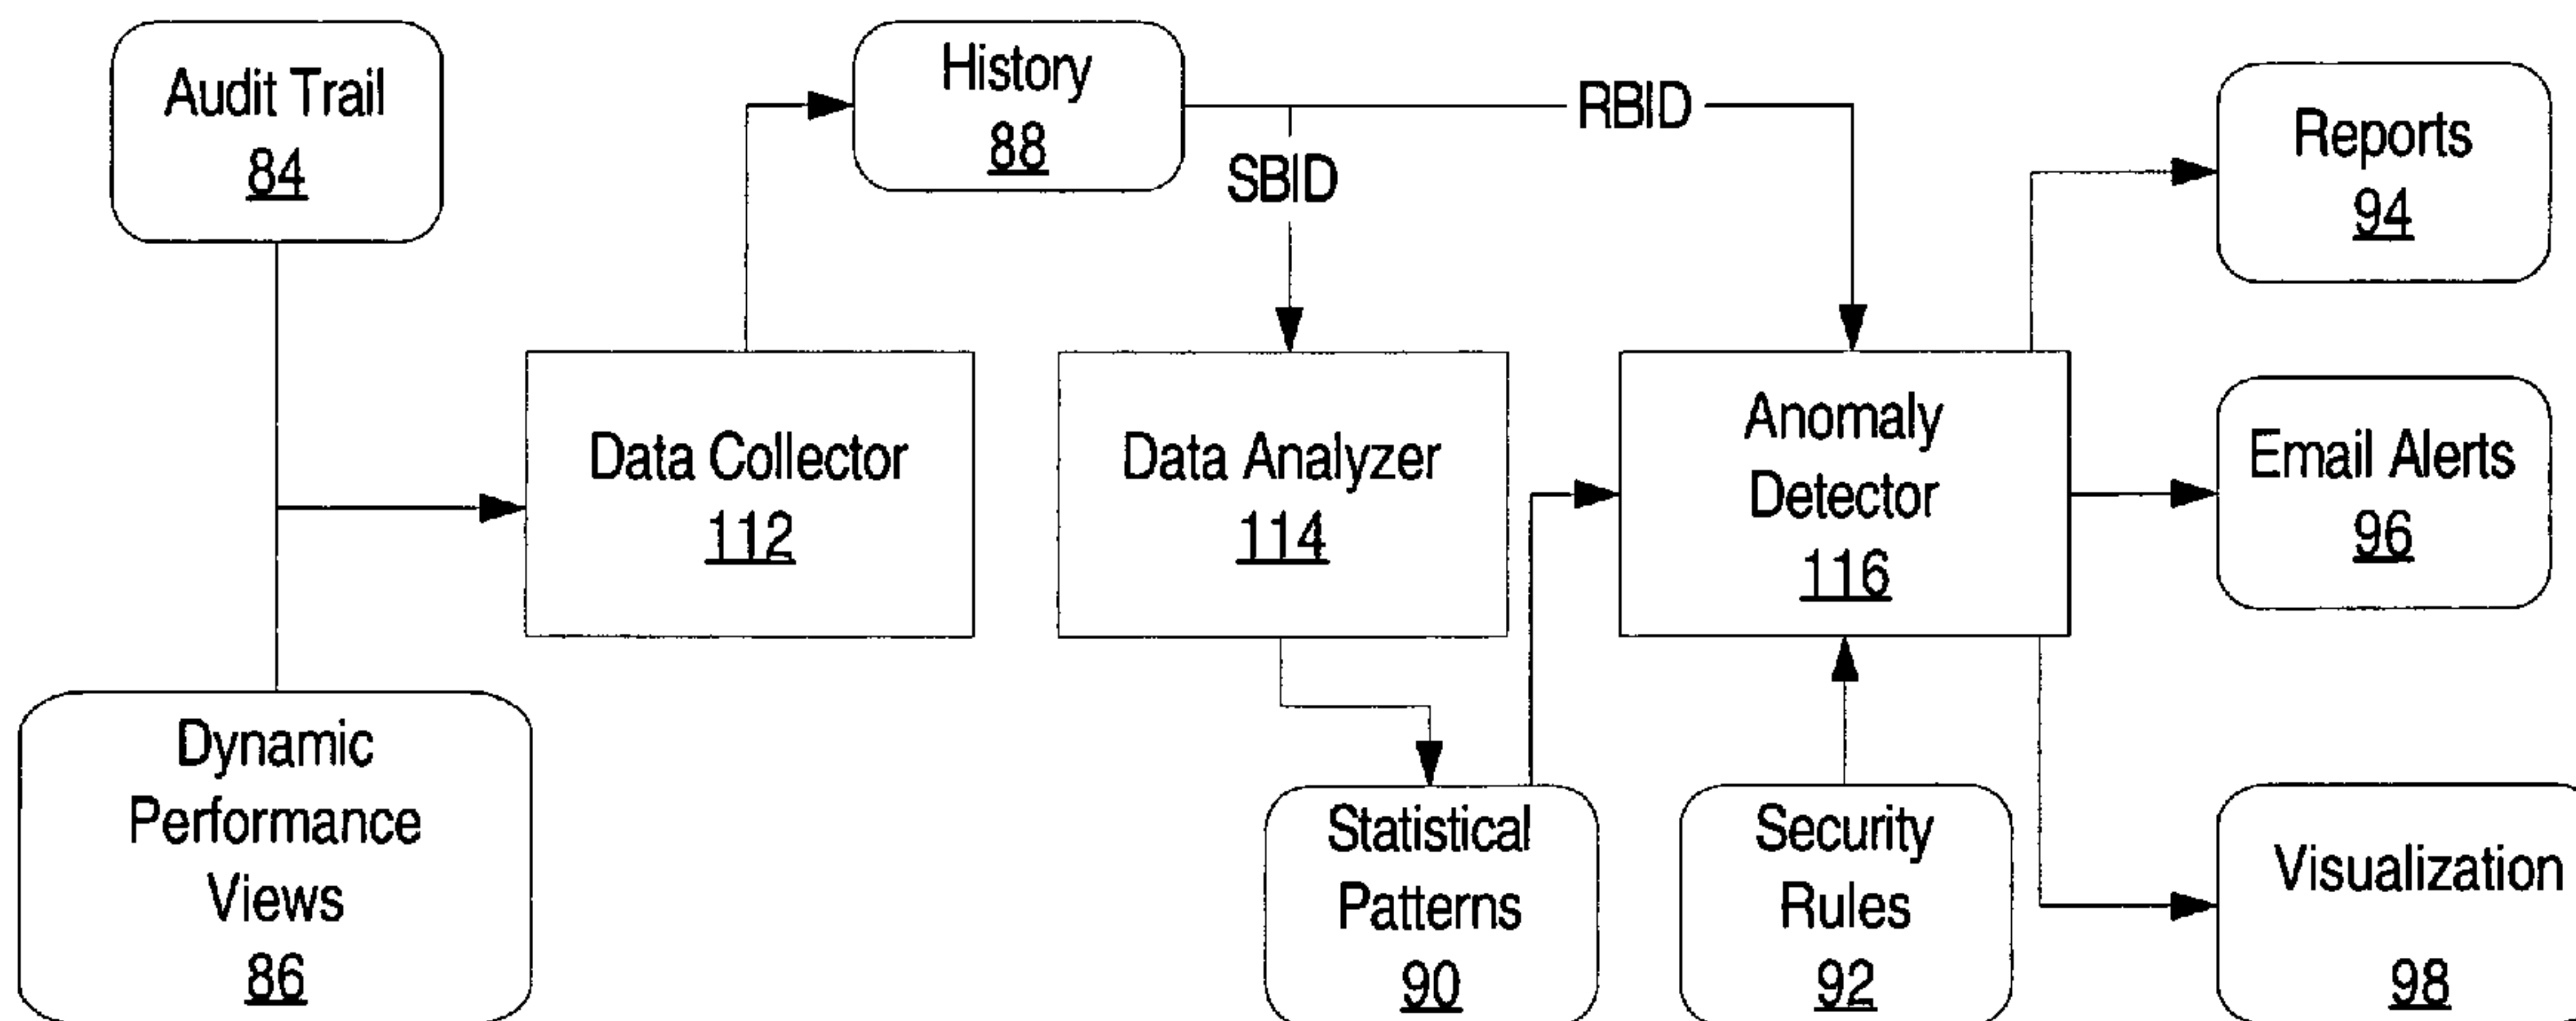 Audit Trail
84
History
88
RBID
SBID
Reports
94
Data Collector
112
Data Analyzer
114
Anomaly
Detector
116
Email Alerts
96
Dynamic
Performance
Views
86
Statistical
Patterns
90
Security
Rules
92
Visualization
98